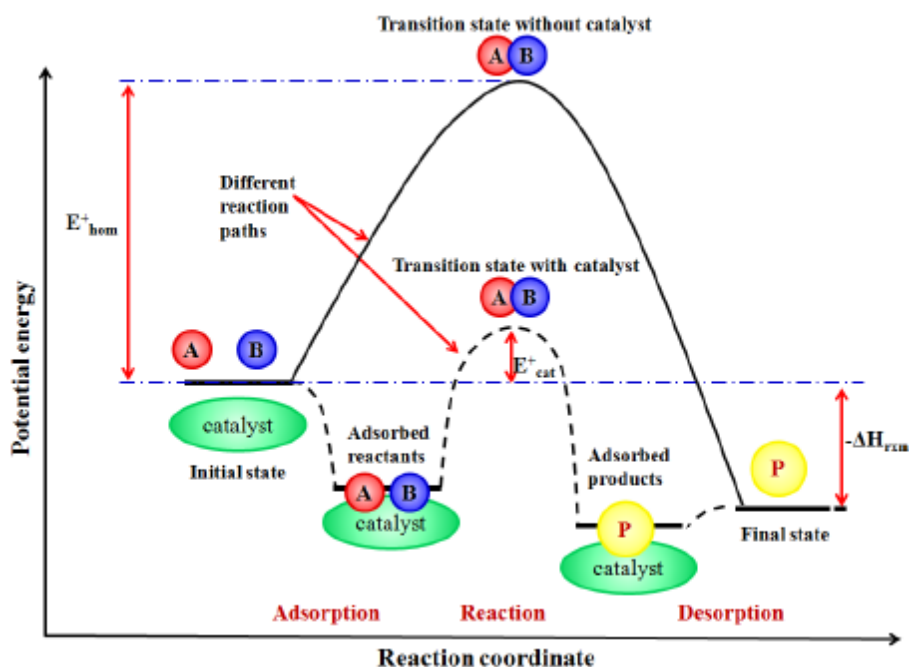 Transition state without catalyst
A B
Different
reaction
paths
E⁺hom
Transition state with catalyst
A B
A B
E⁺cat
catalyst
Initial state
Adsorbed
reactants
A B
catalyst
Adsorbed
products
P
catalyst
P
-ΔHrxn
Final state
Adsorption Reaction Desorption
Potential energy
Reaction coordinate